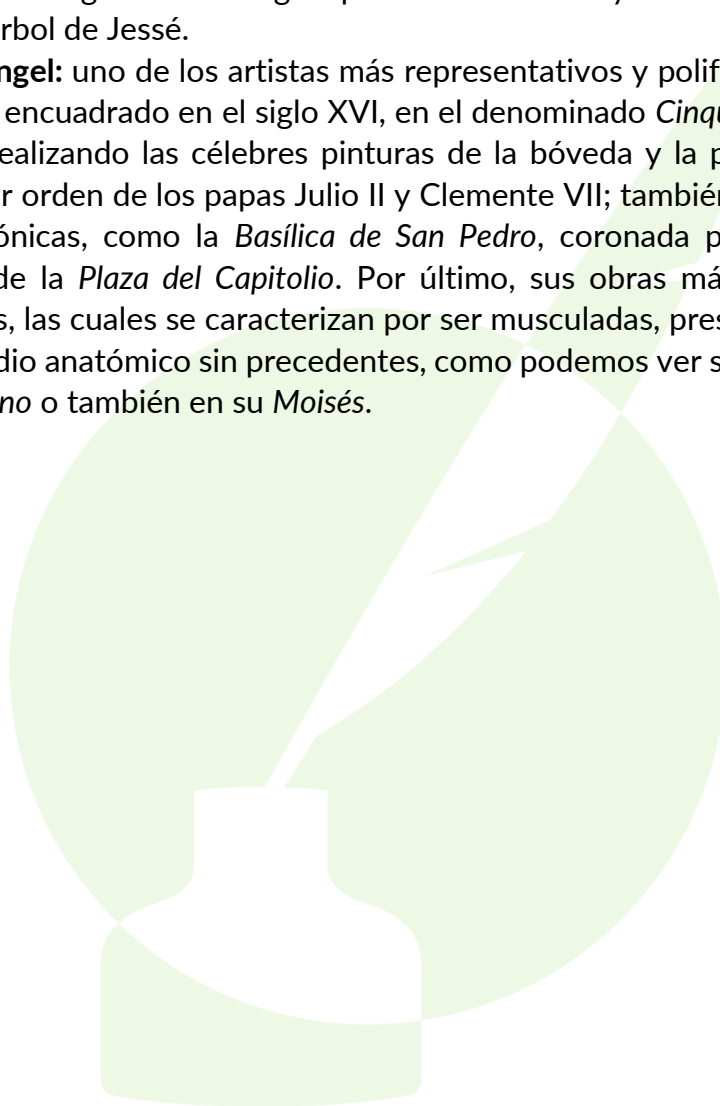 rbol de Jessé.
ngel: uno de los artistas más representativos y polif
encuadrado en el siglo XVI, en el denominado Cinqu
ealizando las célebres pinturas de la bóveda y la p
r orden de los papas Julio II y Clemente VII; también
ónicas, como la Basílica de San Pedro, coronada p
de la Plaza del Capitolio. Por último, sus obras má
s, las cuales se caracterizan por ser musculadas, pres
dio anatómico sin precedentes, como podemos ver s
no o también en su Moisés.